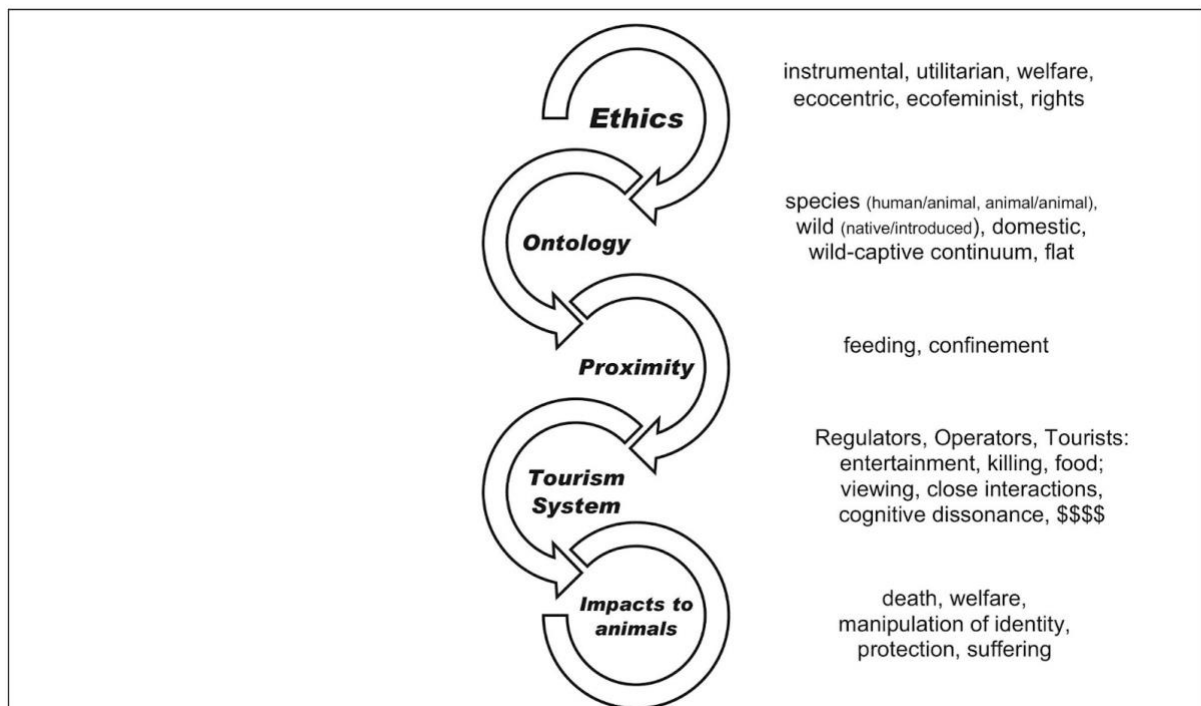 Ethics
instrumental, utilitarian, welfare,
ecocentric, ecofeminist, rights
Ontology
species (human/animal, animal/animal),
wild (native/introduced), domestic,
wild-captive continuum, flat
Proximity
feeding, confinement
Tourism
System
Regulators, Operators, Tourists:
entertainment, killing, food;
viewing, close interactions,
cognitive dissonance, $$$$
Impacts to
animals
death, welfare,
manipulation of identity,
protection, suffering